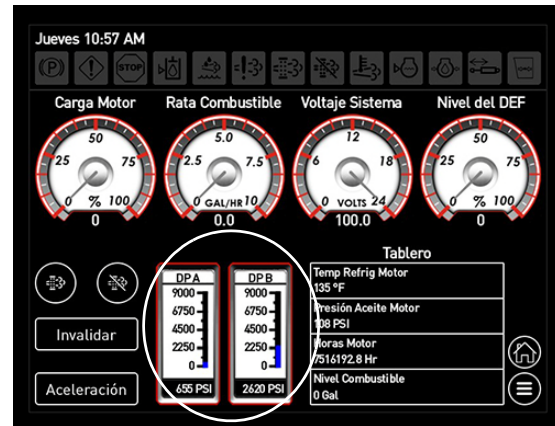 Jueves 10:57 AM
(P) STOP
Carga Motor Rata Combustible Voltaje Sistema Nivel del DEF
50 5.0 12 50
25 75 2.5 7.5 6 18 25 75
0 % 100 0 GAL/HR 10 0 VOLTS 24 0 % 100
0 0.0 100.0 0
Tablero
DP A DP B
9000 9000
6750 6750
4500 4500
2250 2250
0 0
655 PSI 2620 PSI
Temp Refrig Motor
135 °F
Presión Aceite Motor
108 PSI
Horas Motor
7516192.8 Hr
Nivel Combustible
0 Gal
Invalidar
Aceleración